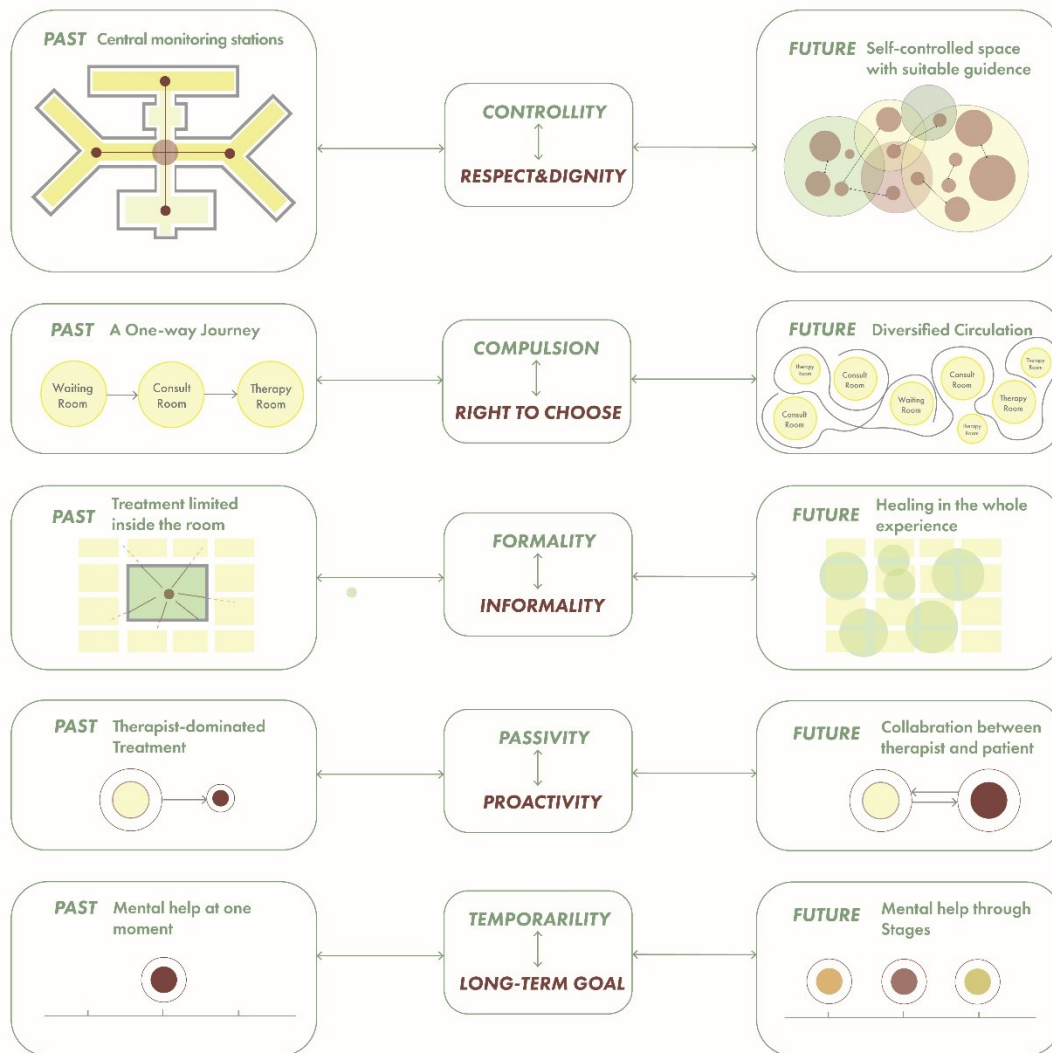 PAST Central monitoring stations
CONTROLLITY
RESPECT&DIGNITY
FUTURE Self-controlled space
with suitable guidence
PAST A One-way Journey
Waiting
Room
Consult
Room
Therapy
Room
COMPULSION
RIGHT TO CHOOSE
FUTURE Diversified Circulation
Therapy
Room
Consult
Room
Consult
Room
Waiting
Room
Consult
Room
Therapy
Room
Therapy
Room
Therapy
Room
PAST Treatment limited
inside the room
FORMALITY
INFORMALITY
FUTURE Healing in the whole
experience
PAST Therapist-dominated
Treatment
PASSIVITY
PROACTIVITY
FUTURE Collabration between
therapist and patient
PAST Mental help at one
moment
TEMPORARILITY
LONG-TERM GOAL
FUTURE Mental help through
Stages